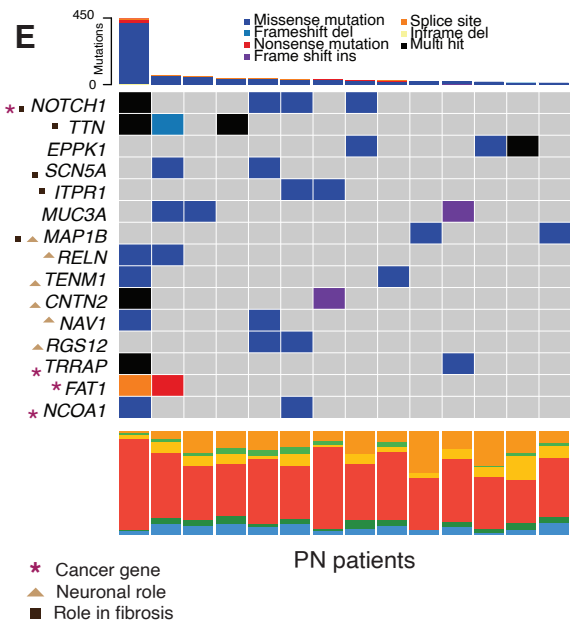 E
450
0
Mutations
Missense mutation
Frameshift del
Nonsense mutation
Frame shift ins
Splice site
Inframe del
Multi hit
* NOTCH1
TTN
EPPK1
SCN5A
ITPR1
MUC3A
MAP1B
RELN
TENM1
CNTN2
NAV1
RGS12
* TRRAP
* FAT1
* NCOA1
PN patients
* Cancer gene
Neuronal role
Role in fibrosis